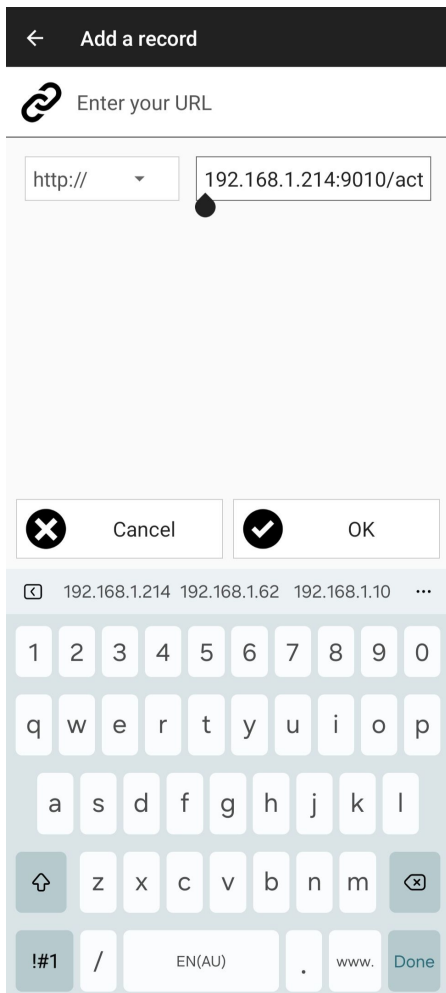 Add a record
Enter your URL
http://
192.168.1.214:9010/act
Cancel
OK
192.168.1.214 192.168.1.62 192.168.1.10 ...
1 2 3 4 5 6 7 8 9 0
q w e r t y u i o p
a s d f g h j k l
z x c v b n m
!#1 / EN(AU) . www. Done